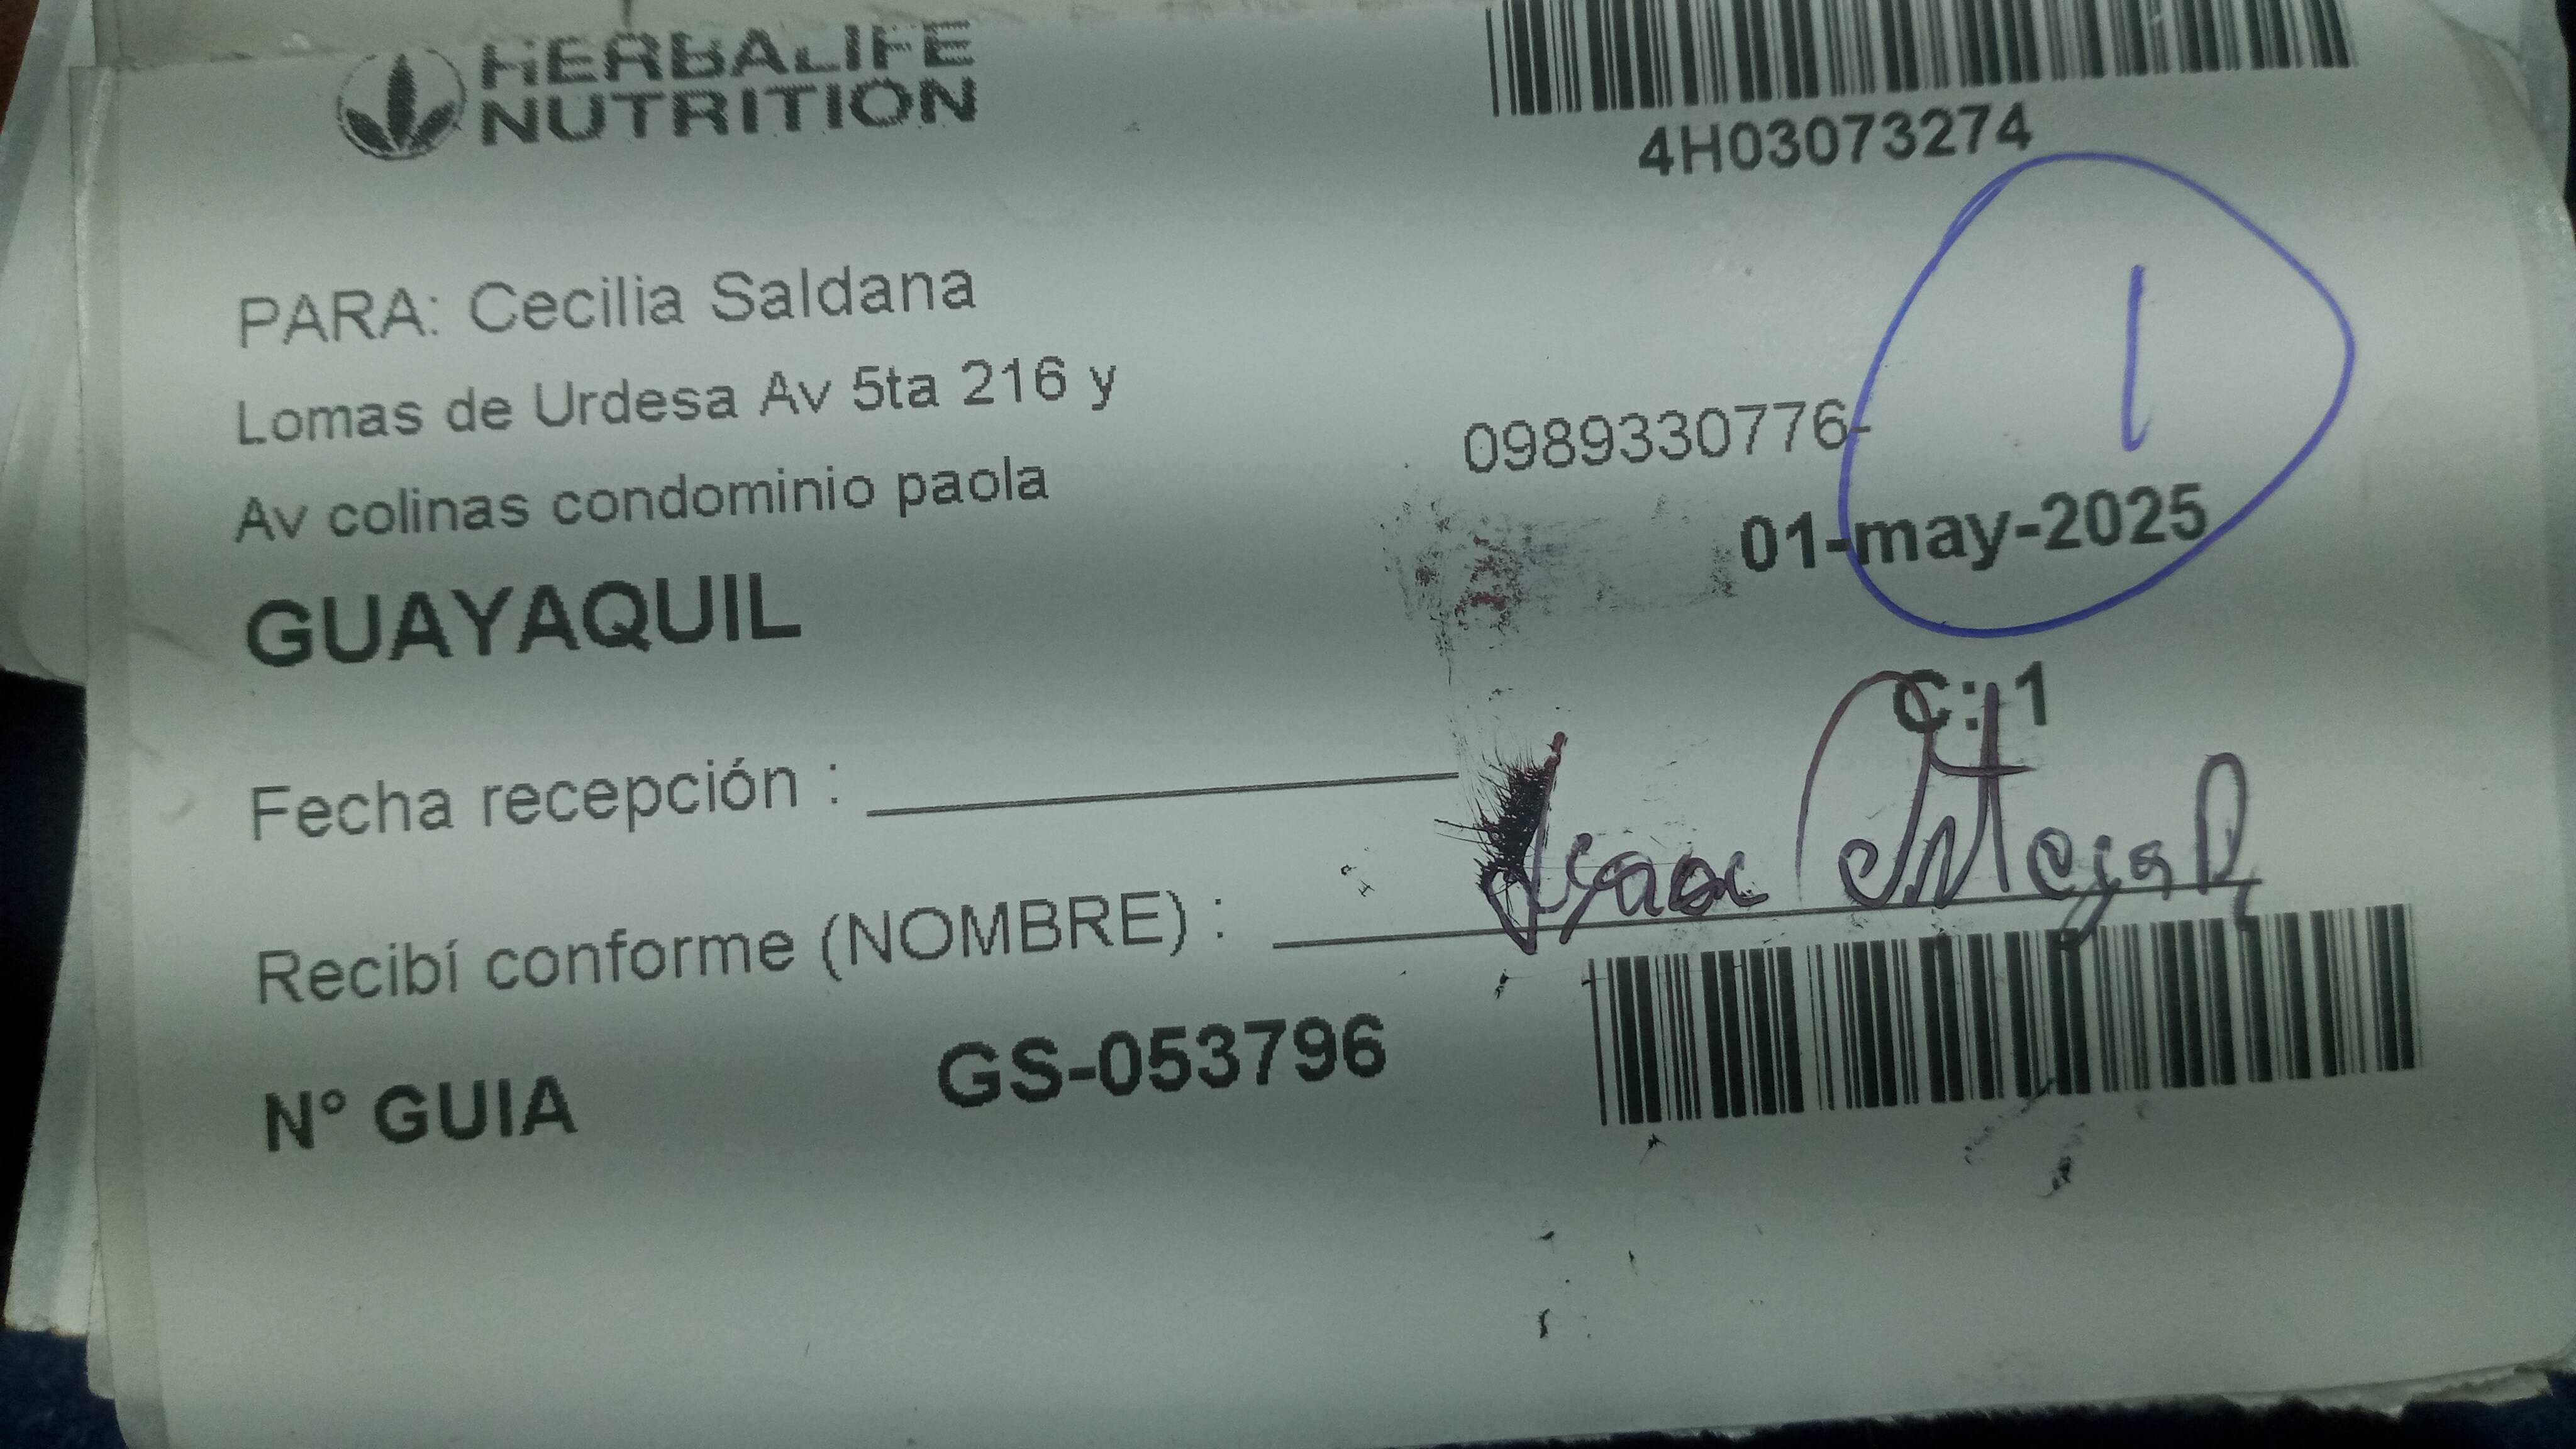 HERBALIFE
NUTRITION
4H03073274
PARA: Cecilia Saldana
Lomas de Urdesa Av 5ta 216 y
0989330776-
1
Av colinas condominio paola
01-may-2025
GUAYAQUIL
C: 1
Fecha recepción :
Recibí conforme (NOMBRE) :
N° GUIA GS-053796